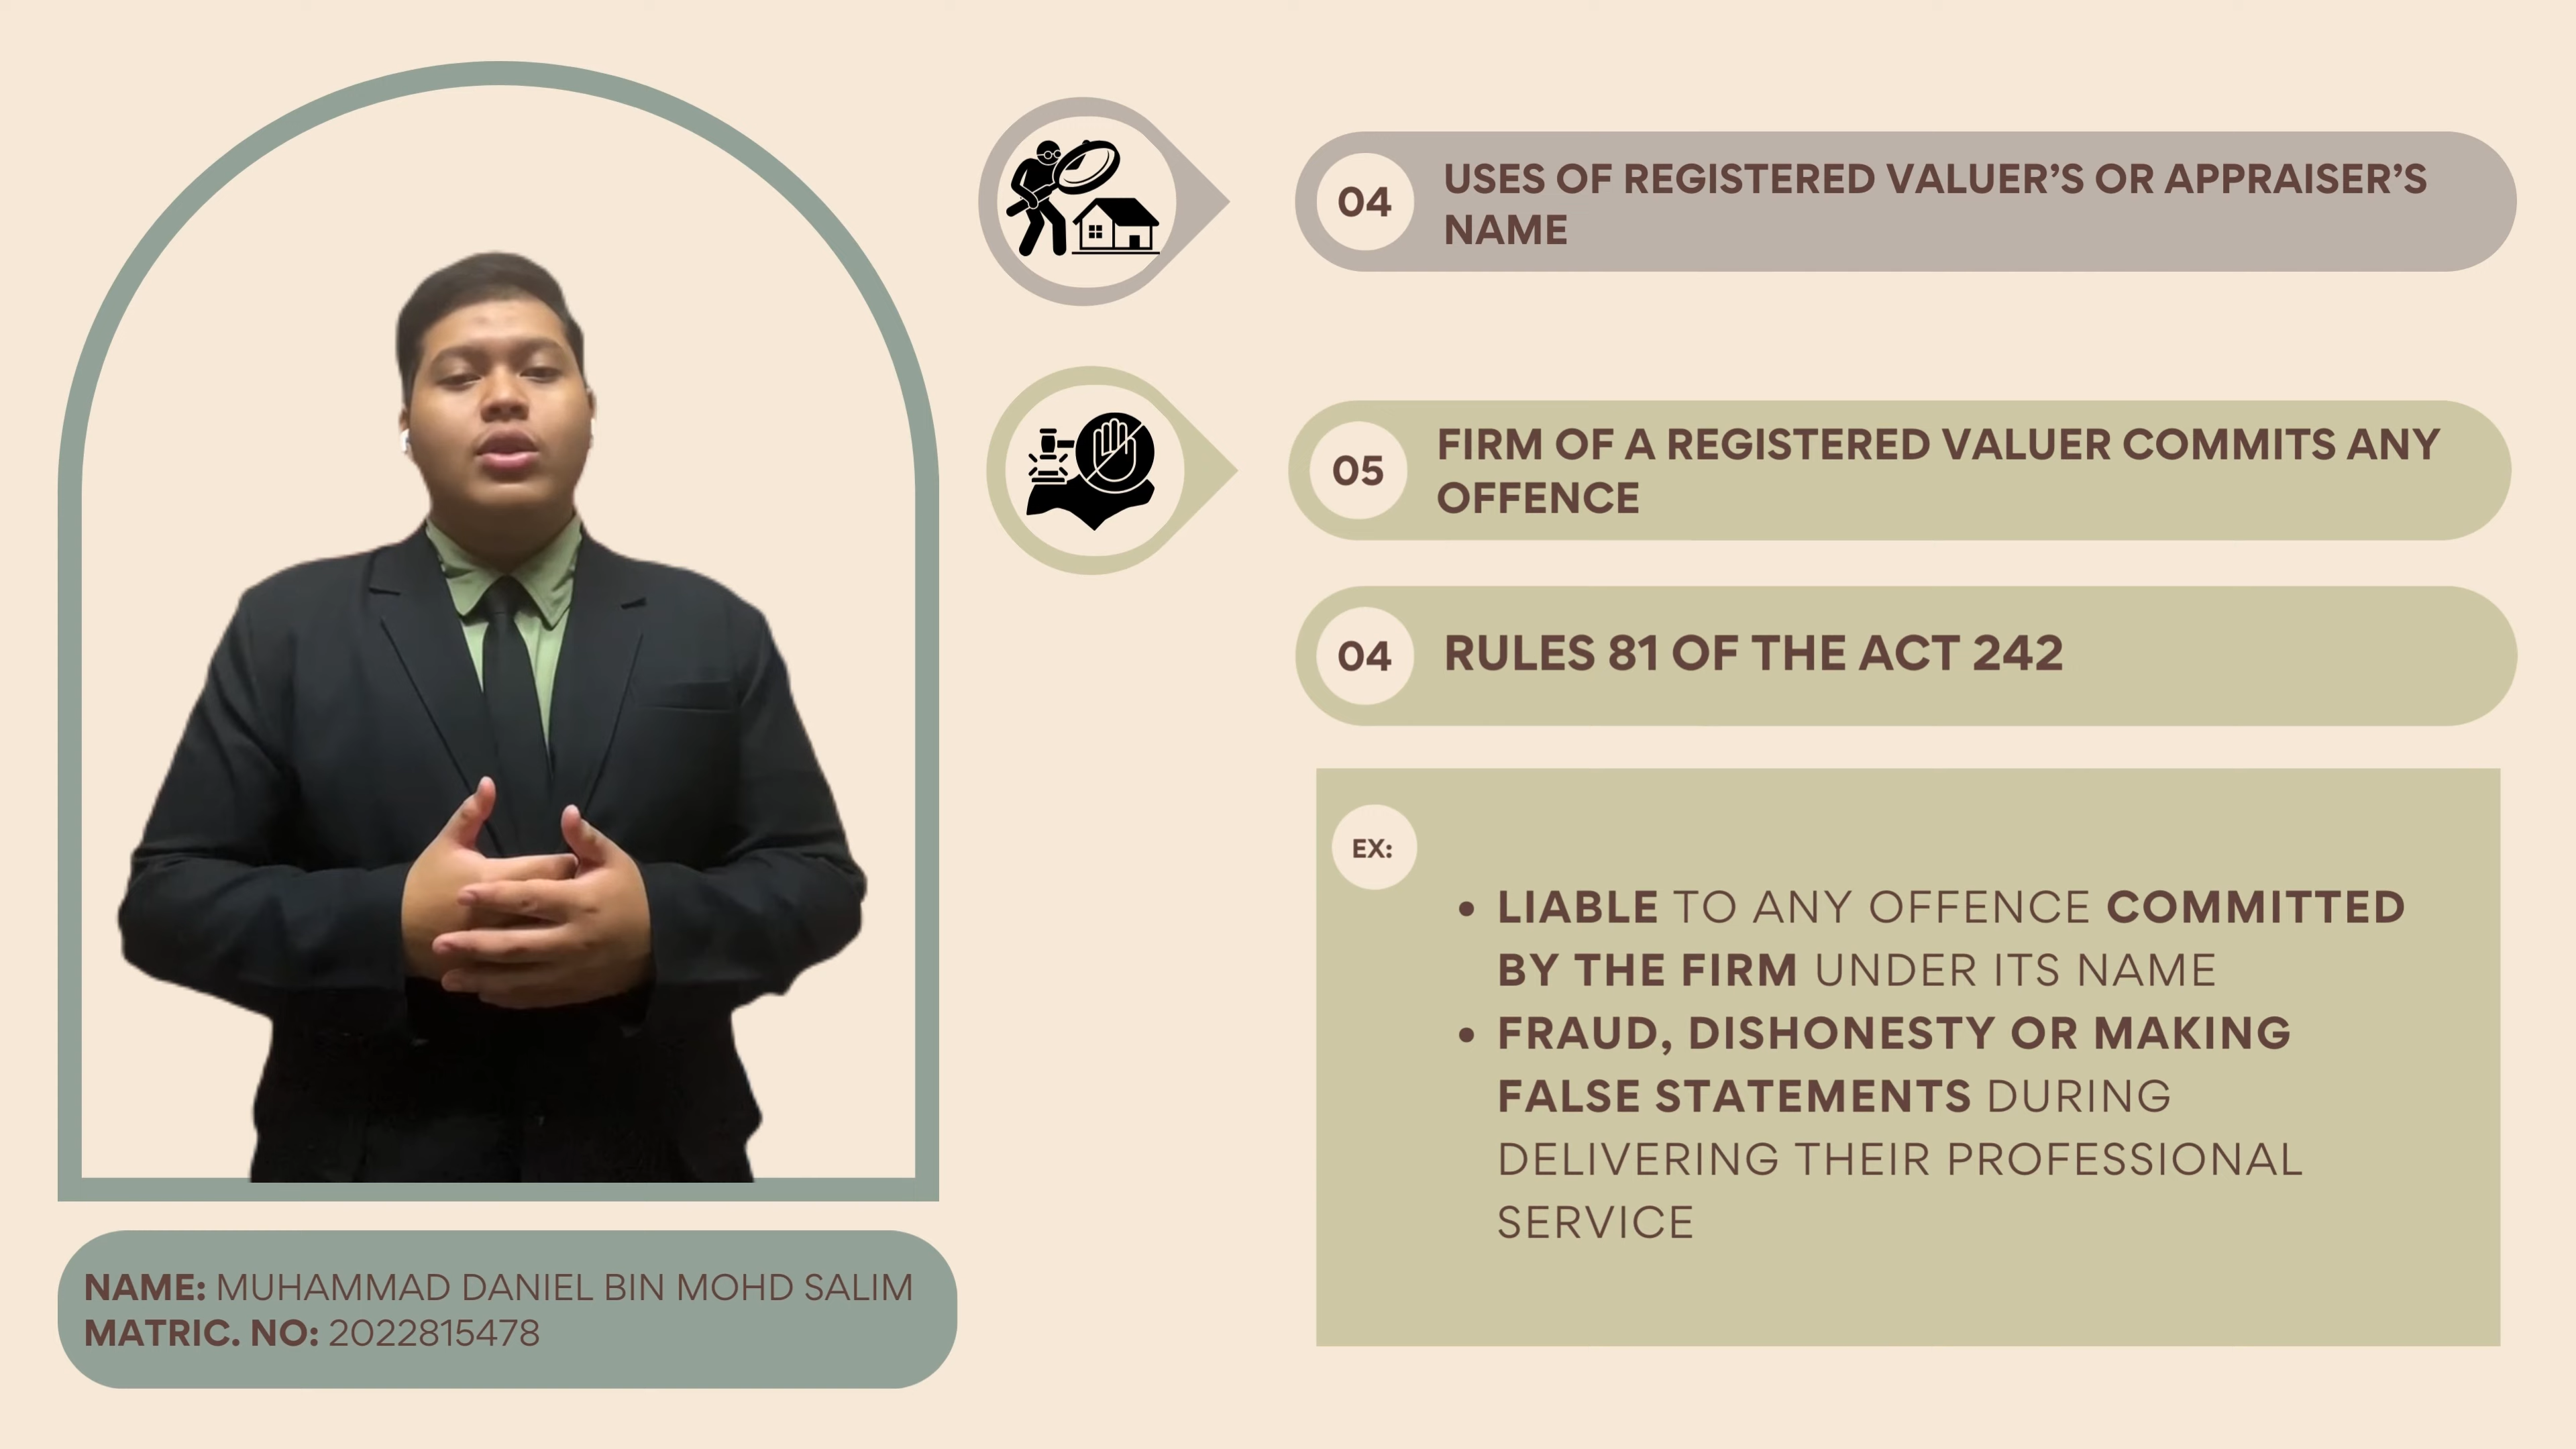 04
USES OF REGISTERED VALUER’S OR APPRAISER’S
NAME
05
FIRM OF A REGISTERED VALUER COMMITS ANY
OFFENCE
04
RULES 81 OF THE ACT 242
EX:
• LIABLE TO ANY OFFENCE COMMITTED
BY THE FIRM UNDER ITS NAME
• FRAUD, DISHONESTY OR MAKING
FALSE STATEMENTS DURING
DELIVERING THEIR PROFESSIONAL
SERVICE
NAME: MUHAMMAD DANIEL BIN MOHD SALIM
MATRIC. NO: 2022815478